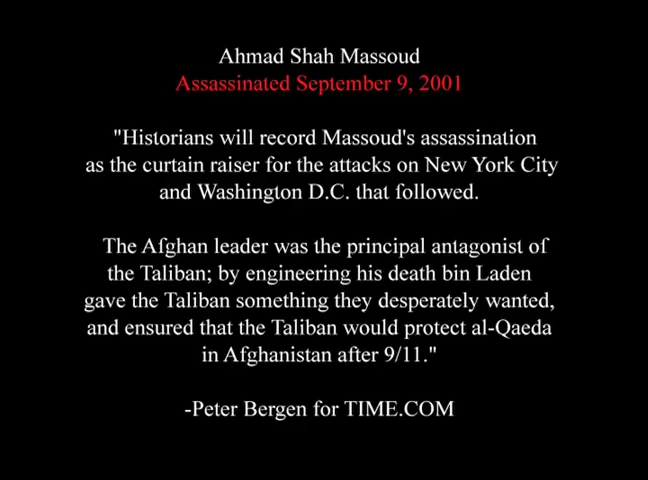 Ahmad Shah Massoud
Assassinated September 9, 2001
"Historians will record Massoud's assassination
as the curtain raiser for the attacks on New York City
and Washington D.C. that followed.
The Afghan leader was the principal antagonist of
the Taliban; by engineering his death bin Laden
gave the Taliban something they desperately wanted,
and ensured that the Taliban would protect al-Qaeda
in Afghanistan after 9/11."
-Peter Bergen for TIME.COM